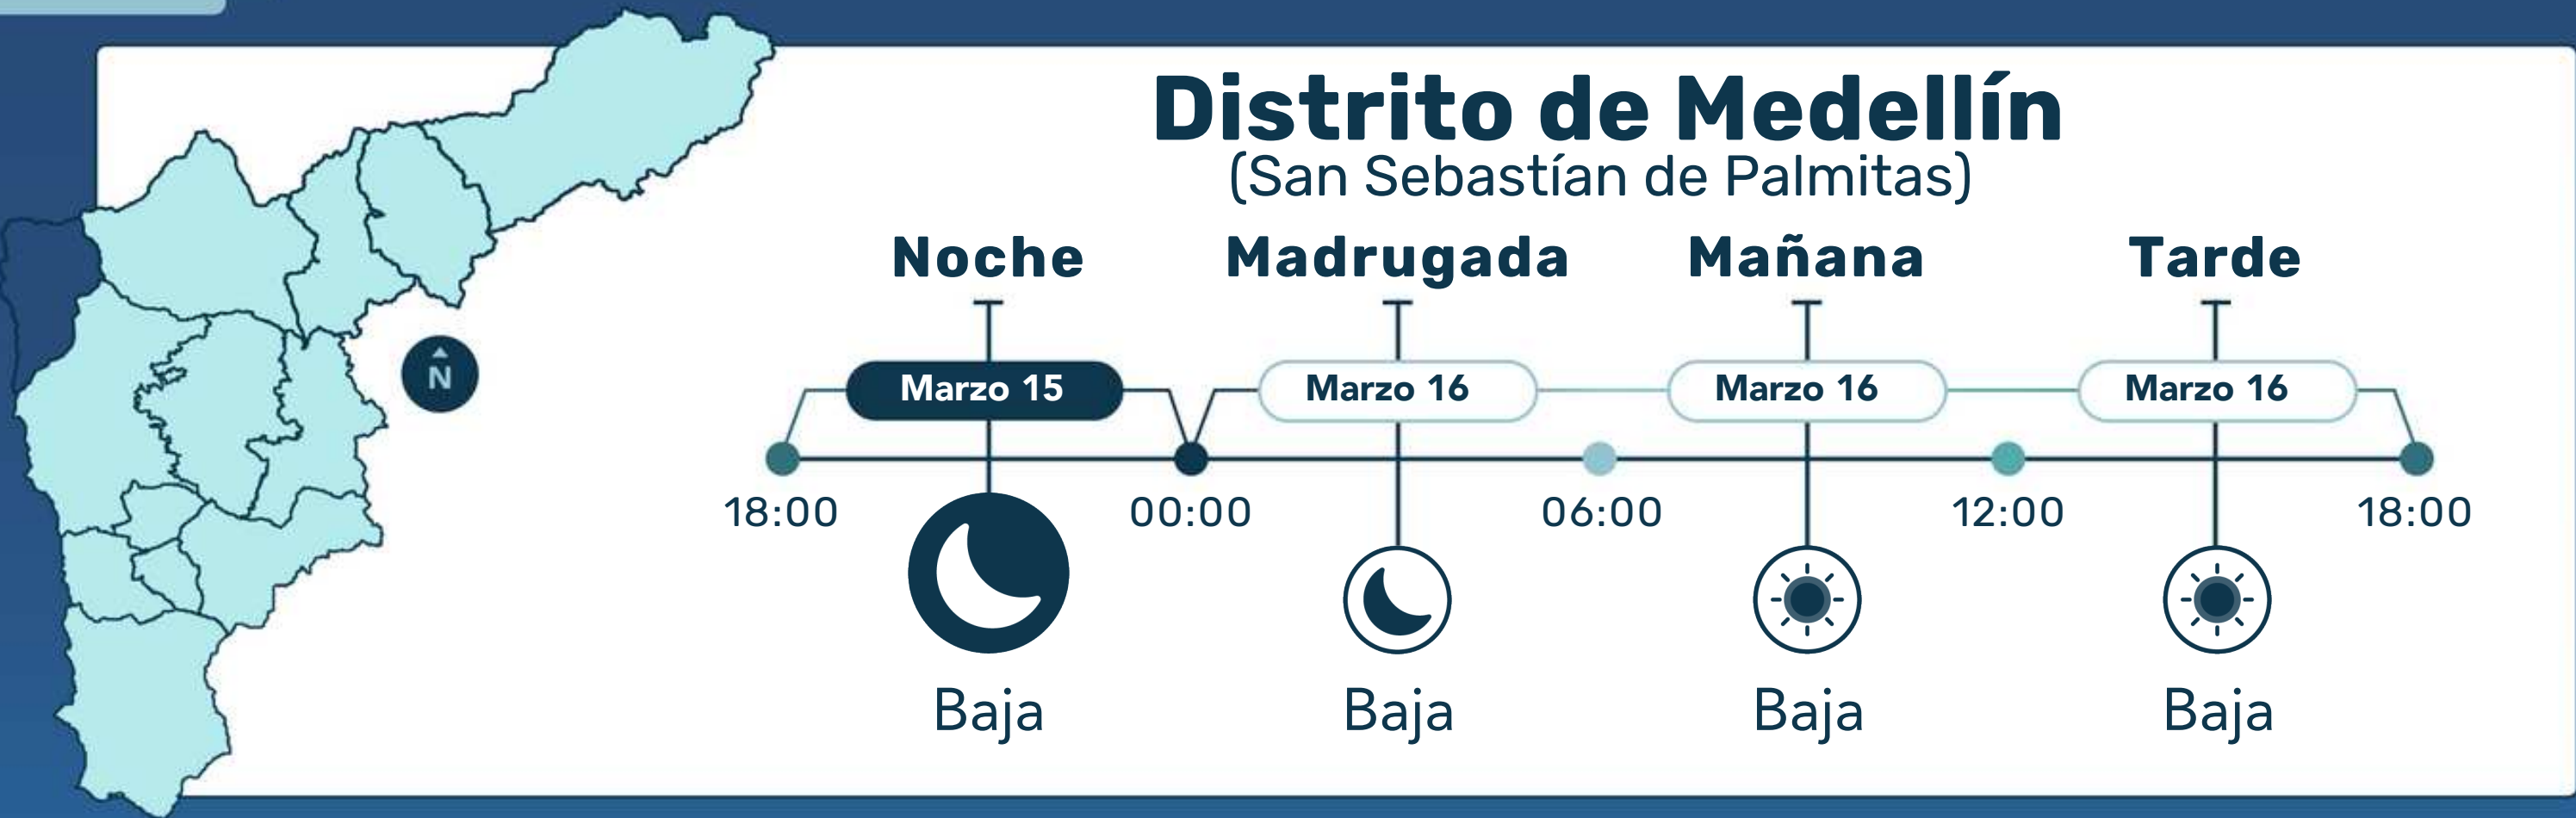 Distrito de Medellín
(San Sebastían de Palmitas)
Noche Madrugada Mañana Tarde
N
Marzo 15 Marzo 16 Marzo 16 Marzo 16
18:00 00:00 06:00 12:00 18:00
Baja Baja Baja Baja